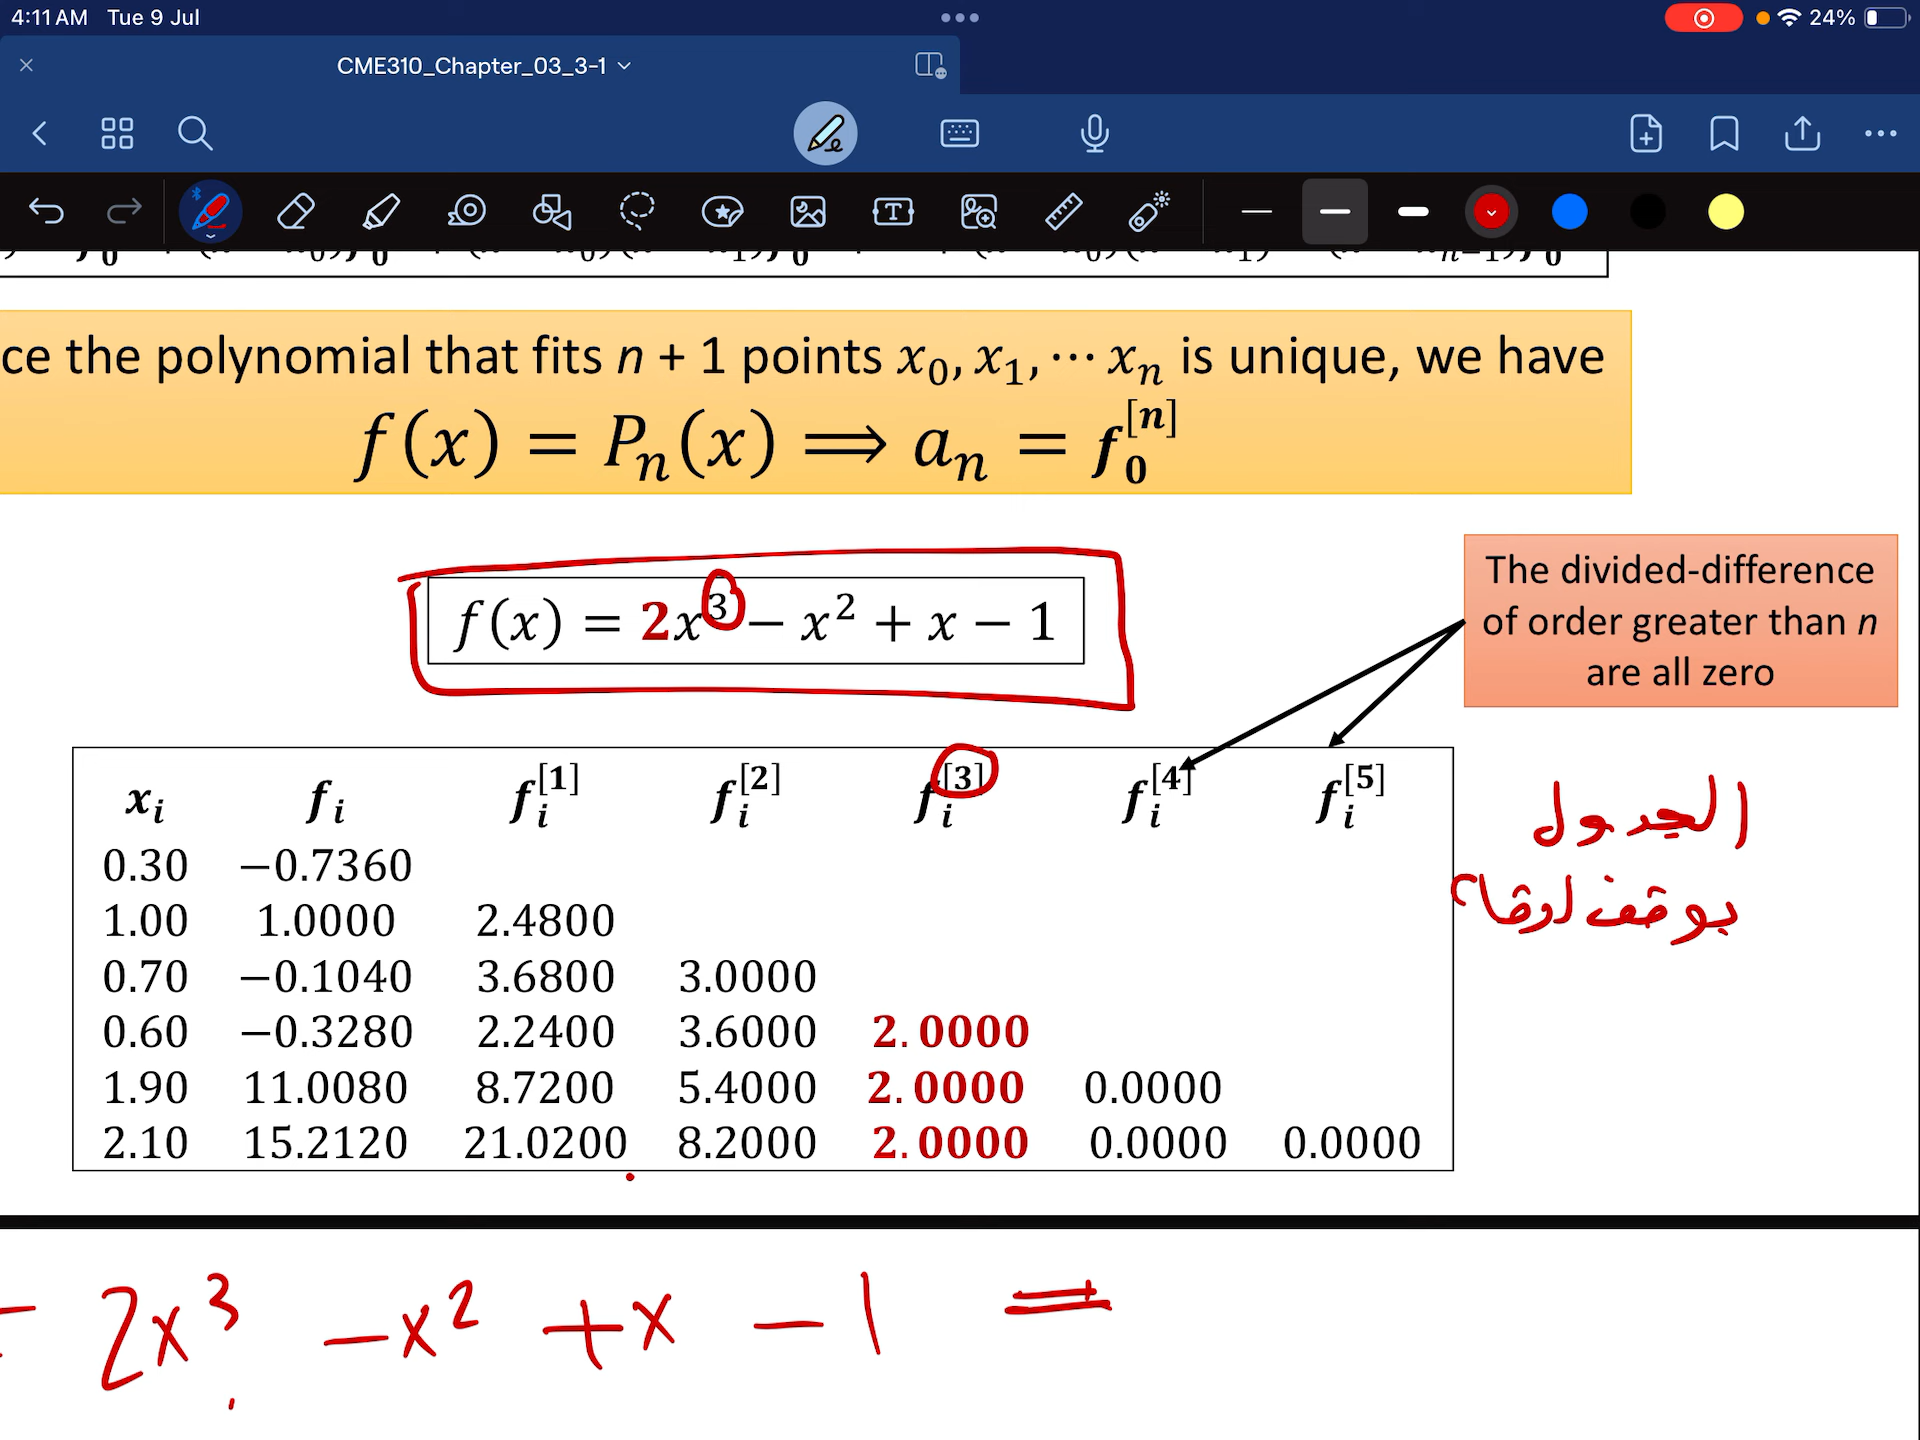 4:11 AM Tue 9 Jul
24%
CME310_Chapter_03_3-1
ce the polynomial that fits n + 1 points x₀, x₁, ⋯ xₙ is unique, we have
f(x) = Pₙ(x) ⟹ aₙ = f₀^[n]
f(x) = 2x³ − x² + x − 1
The divided-difference
of order greater than n
are all zero
xᵢ fᵢ fᵢ^[1] fᵢ^[2] fᵢ^[3] fᵢ^[4] fᵢ^[5]
0.30 −0.7360
1.00 1.0000 2.4800
0.70 −0.1040 3.6800 3.0000
0.60 −0.3280 2.2400 3.6000 2.0000
1.90 11.0080 8.7200 5.4000 2.0000 0.0000
2.10 15.2120 21.0200 8.2000 2.0000 0.0000 0.0000
الجدول
يوقف
= 2x³ − x² + x − 1 =